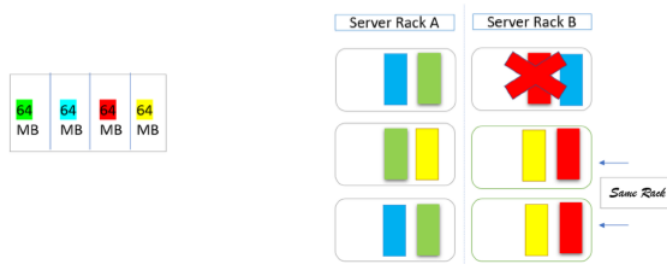 Server Rack A
Server Rack B
64 64 64 64
MB MB MB MB
Same Rack